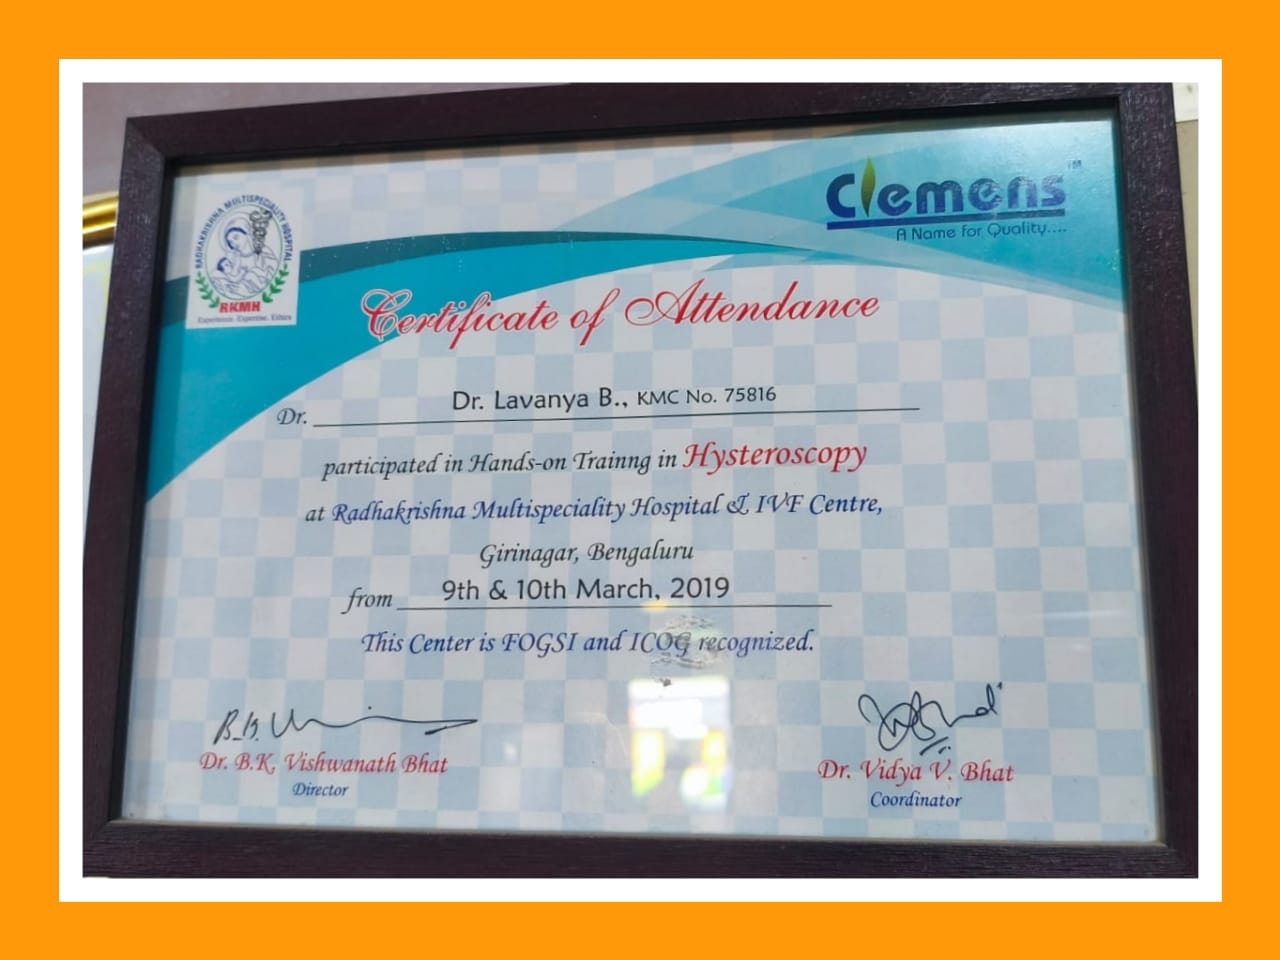 RADHAKRISHNA MULTISPECIALITY HOSPITAL
RKMH
Experience. Expertise. Ethics
Clemens™
A Name for Quality....
Certificate of Attendance
Dr. Dr. Lavanya B., KMC No. 75816
participated in Hands-on Trainng in Hysteroscopy
at Radhakrishna Multispeciality Hospital & IVF Centre,
Girinagar, Bengaluru
from 9th & 10th March, 2019
This Center is FOGSI and ICOG recognized.
Dr. B.K. Vishwanath Bhat
Director
Dr. Vidya V. Bhat
Coordinator